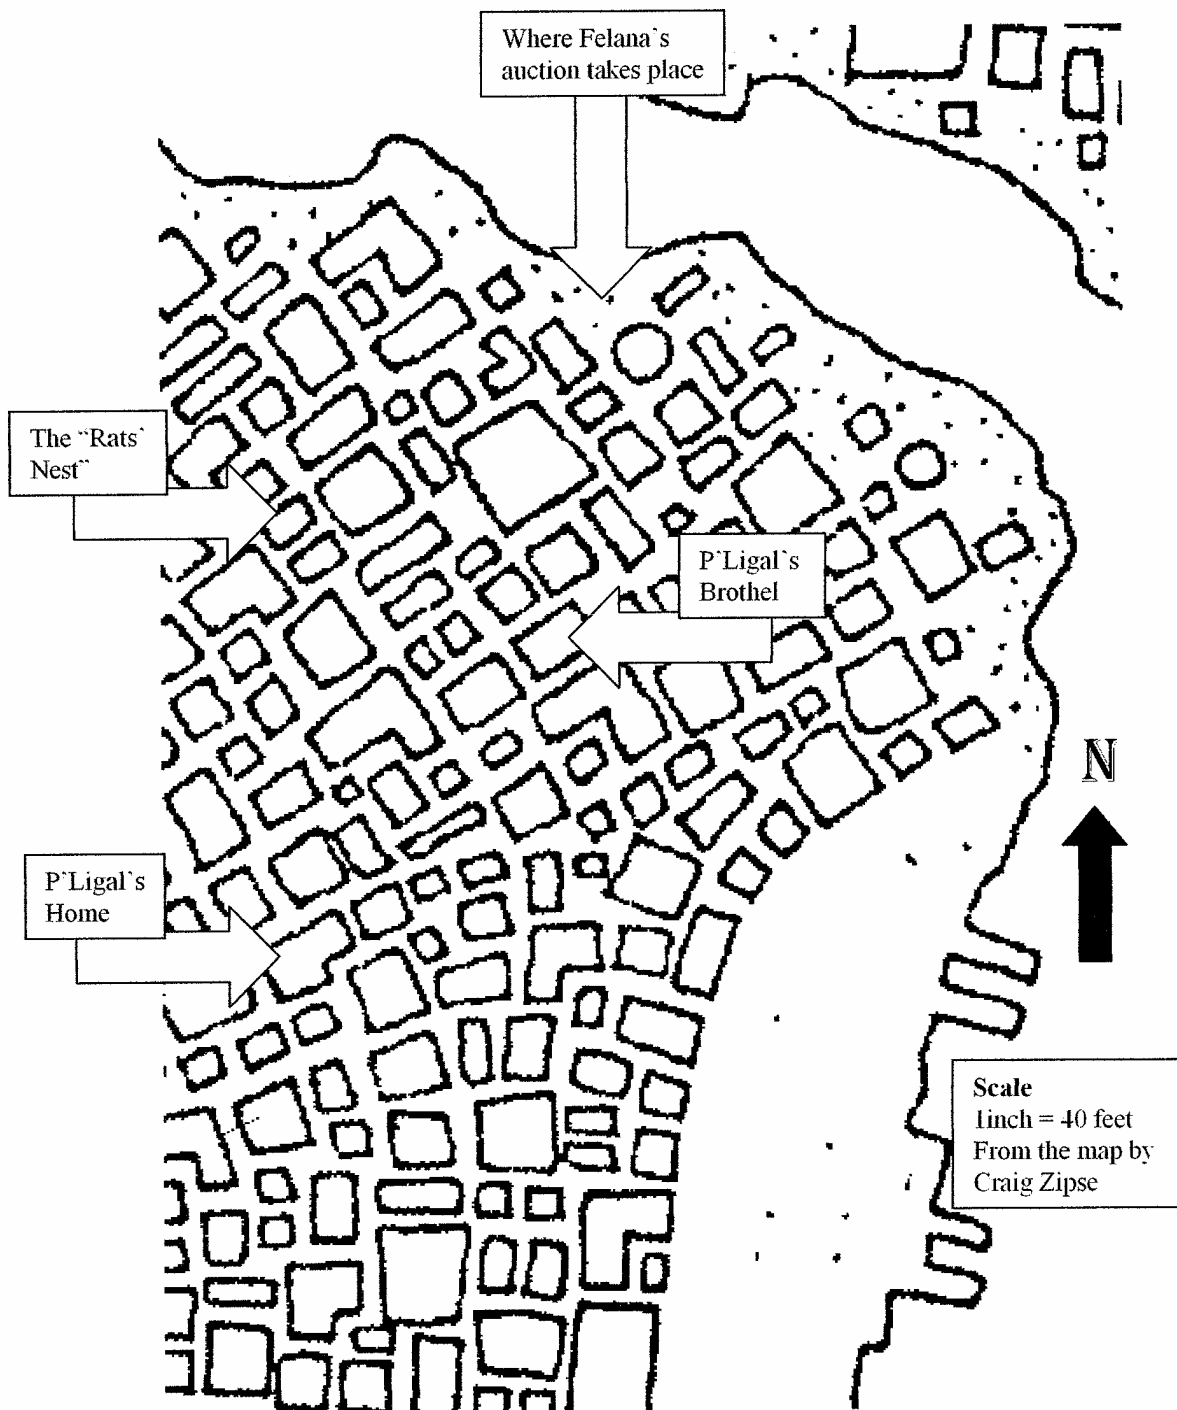 Where Felana's
auction takes place
The "Rats'
Nest"
P'Ligal's
Brothel
P'Ligal's
Home
N
Scale
1inch = 40 feet
From the map by
Craig Zipse